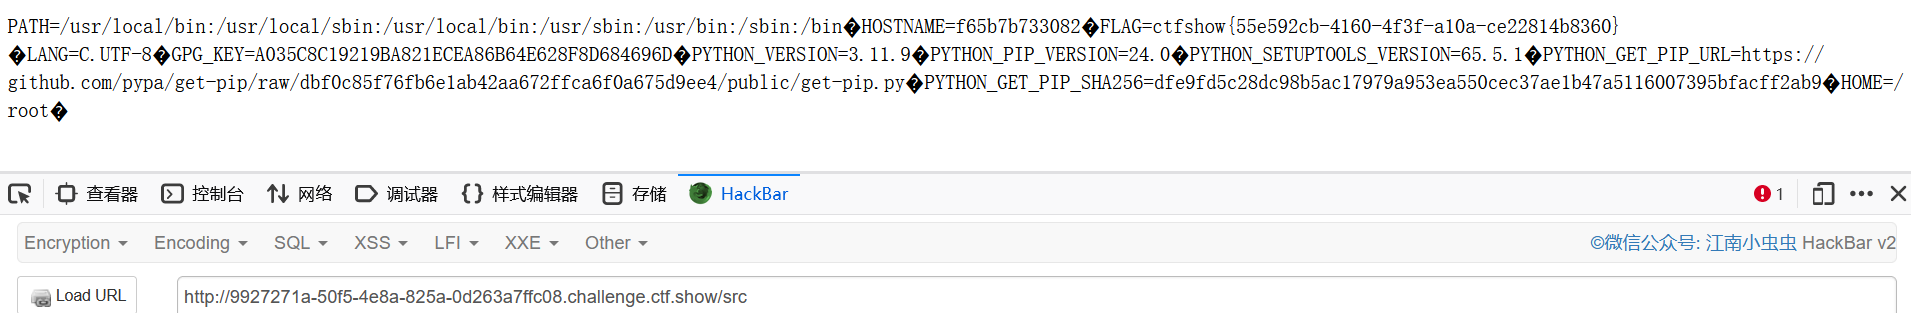 PATH=/usr/local/bin:/usr/local/sbin:/usr/local/bin:/usr/sbin:/usr/bin:/sbin:/bin�HOSTNAME=f65b7b733082�FLAG=ctfshow{55e592cb-4160-4f3f-a10a-ce22814b8360}
�LANG=C.UTF-8�GPG_KEY=A035C8C19219BA821ECEA86B64E628F8D684696D�PYTHON_VERSION=3.11.9�PYTHON_PIP_VERSION=24.0�PYTHON_SETUPTOOLS_VERSION=65.5.1�PYTHON_GET_PIP_URL=https://
github.com/pypa/get-pip/raw/dbf0c85f76fb6e1ab42aa672ffca6f0a675d9ee4/public/get-pip.py�PYTHON_GET_PIP_SHA256=dfe9fd5c28dc98b5ac17979a953ea550cec37ae1b47a5116007395bfacff2ab9�HOME=/
root�
查看器 控制台 网络 调试器 {} 样式编辑器 存储 HackBar 1
Encryption Encoding SQL XSS LFI XXE Other ©微信公众号: 江南小虫虫 HackBar v2
Load URL http://9927271a-50f5-4e8a-825a-0d263a7ffc08.challenge.ctf.show/src